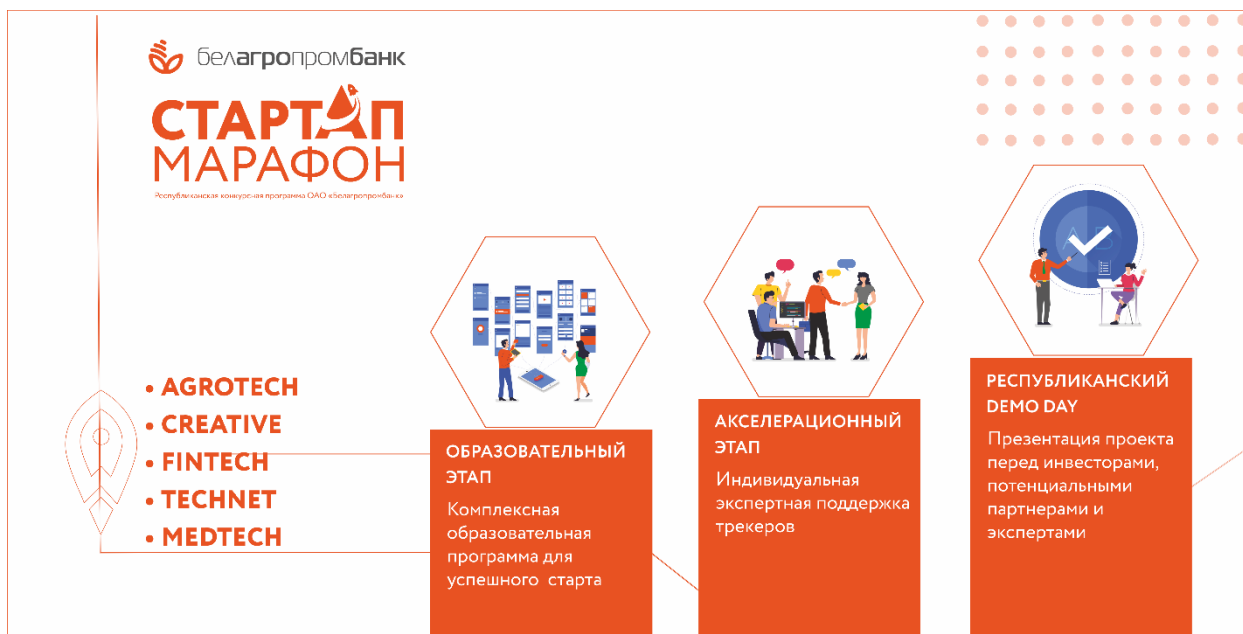 белагропромбанк
СТАРТАП
МАРАФОН
Республиканская конкурсная программа ОАО «Белагропромбанк»
• AGROTECH
• CREATIVE
• FINTECH
• TECHNET
• MEDTECH
ОБРАЗОВАТЕЛЬНЫЙ
ЭТАП
Комплексная
образовательная
программа для
успешного старта
АКСЕЛЕРАЦИОННЫЙ
ЭТАП
Индивидуальная
экспертная поддержка
трекеров
РЕСПУБЛИКАНСКИЙ
DEMO DAY
Презентация проекта
перед инвесторами,
потенциальными
партнерами и
экспертами
A B